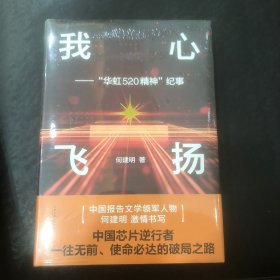 我心
——“华虹520精神”纪事
飞扬
何建明 著
中国报告文学领军人物
何建明 激情书写
中国芯片逆行者
一往无前、使命必达的破局之路